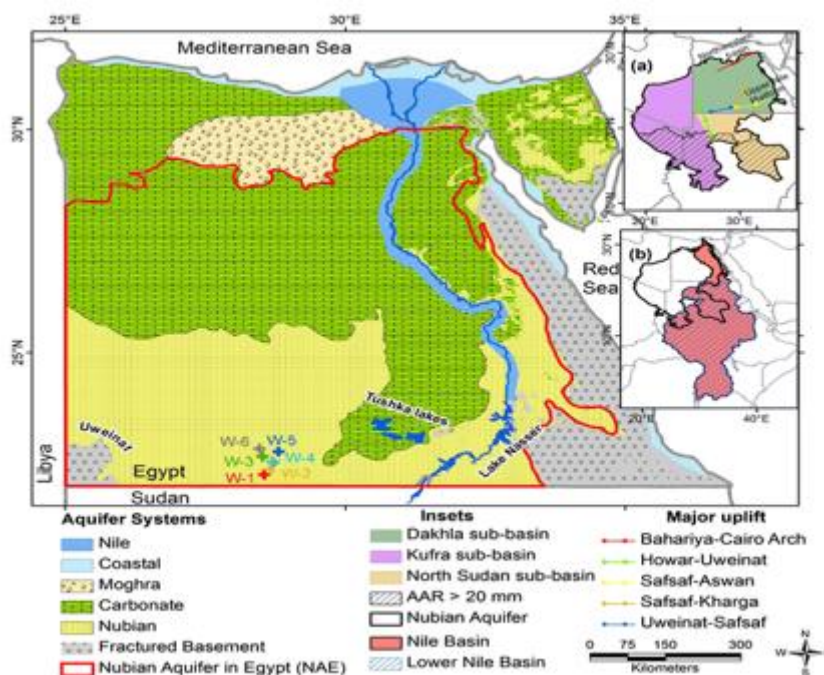 25°E 30°E 35°E
Mediterranean Sea
(a)
30°N
30°N
20°E 30°E
(b)
Red
Sea
25°N
25°N
20°E 40°E
Tushka lakes
Lake Nasser
Uweinat
W-6 W-5
W-3 W-4
W-1 W-2
Libya
Egypt
Sudan
Aquifer Systems
Nile
Coastal
Moghra
Carbonate
Nubian
Fractured Basement
Nubian Aquifer in Egypt (NAE)
Insets
Dakhla sub-basin
Kufra sub-basin
North Sudan sub-basin
AAR > 20 mm
Nubian Aquifer
Nile Basin
Lower Nile Basin
Major uplift
Bahariya-Cairo Arch
Howar-Uweinat
Safsaf-Aswan
Safsaf-Kharga
Uweinat-Safsaf
0 75 150 300
Kilometers
N
W E
S